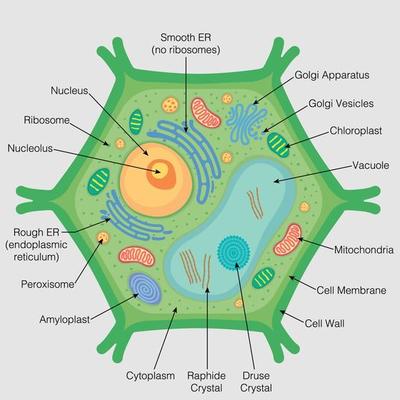 Smooth ER
(no ribosomes)
Golgi Apparatus
Nucleus
Golgi Vesicles
Ribosome
Chloroplast
Nucleolus
Vacuole
Rough ER
(endoplasmic
reticulum)
Mitochondria
Peroxisome
Cell Membrane
Amyloplast
Cell Wall
Cytoplasm
Raphide
Crystal
Druse
Crystal